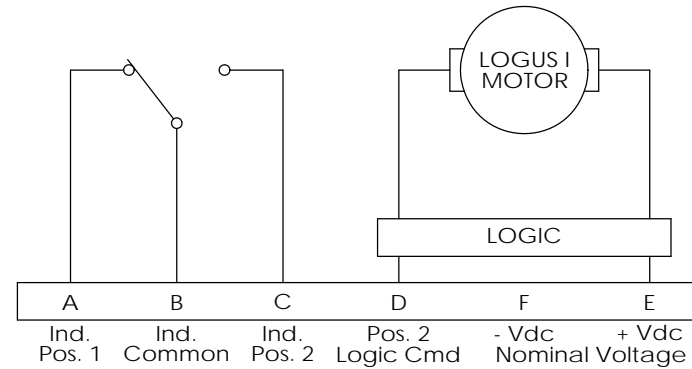 LOGUS I
MOTOR
LOGIC
A B C D F E
Ind. Ind. Ind. Pos. 2 - Vdc + Vdc
Pos. 1 Common Pos. 2 Logic Cmd Nominal Voltage